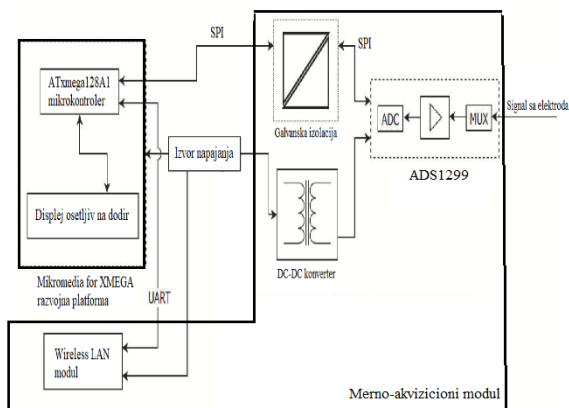 SPI
SPI
ATxmega128A1
mikrokontroler
Galvanska izolacija
ADC
MUX
Signal sa elektroda
ADS1299
Izvor napajanja
Displej osetljiv na dodir
DC-DC konverter
Mikromedia for XMEGA
razvojna platforma
UART
Wireless LAN
modul
Merno-akvizicioni modul